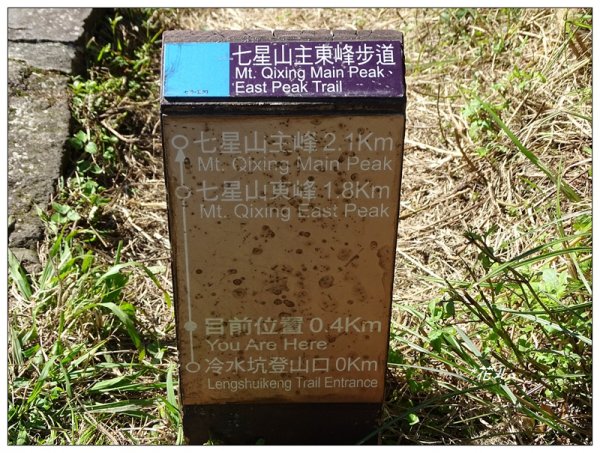 七星山主東峰步道
Mt. Qixing Main Peak、
East Peak Trail
七星山主峰 2.1Km
Mt. Qixing Main Peak
七星山東峰 1.8Km
Mt. Qixing East Peak
目前位置 0.4Km
You Are Here
冷水坑登山口 0Km
Lengshuikeng Trail Entrance